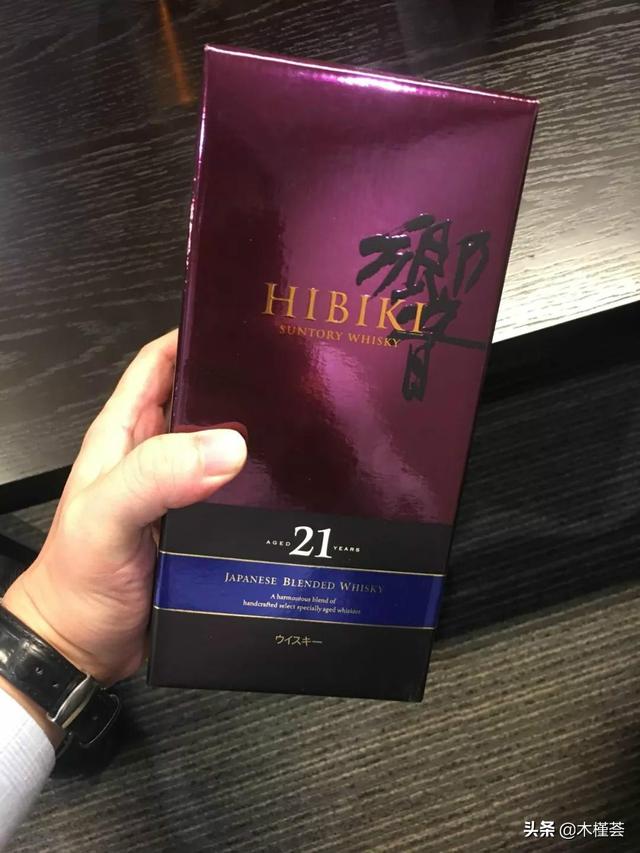 響
HIBIKI
SUNTORY WHISKY
AGED 21 YEARS
JAPANESE BLENDED WHISKY
A harmonious blend of
handcrafted select specially aged whiskies
ウイスキー
头条 @木槿荟